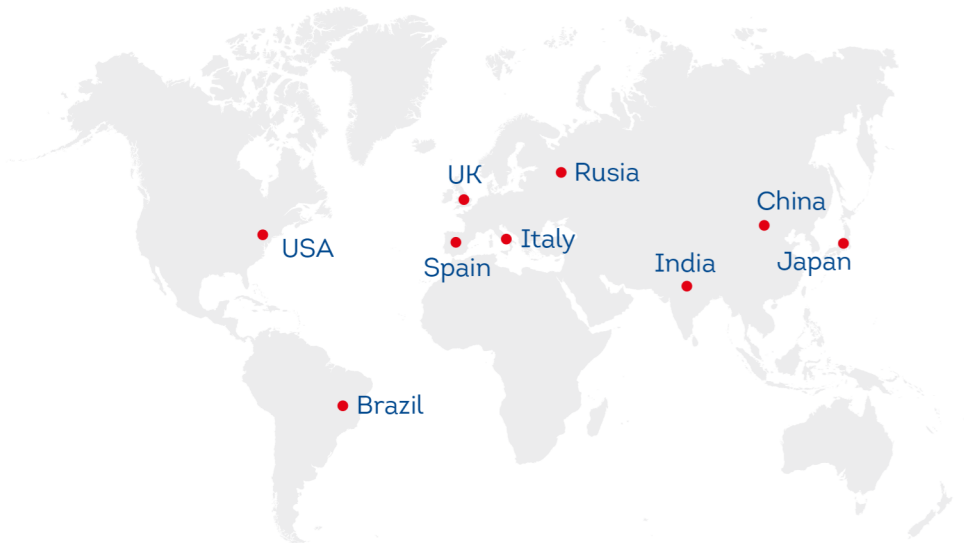 UK
Rusia
China
USA
Italy
Spain
India
Japan
Brazil